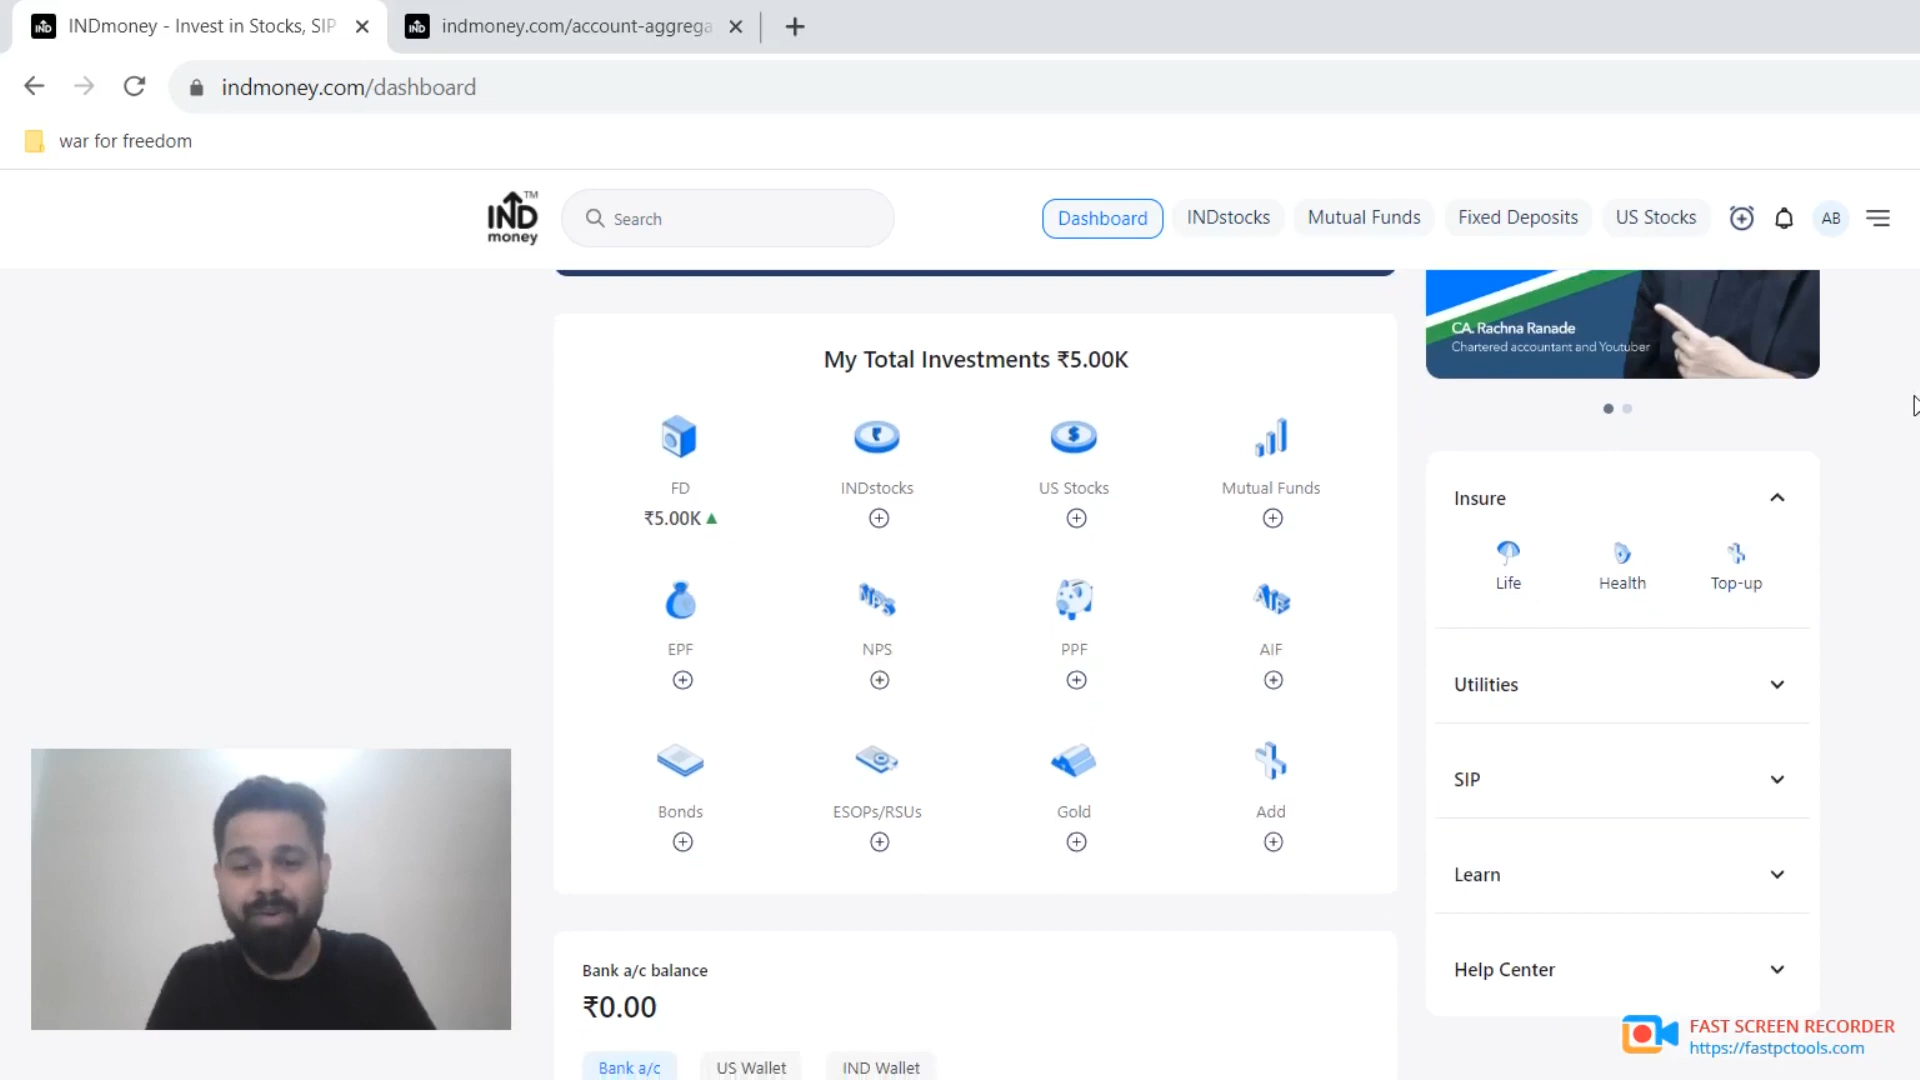 INDmoney - Invest in Stocks, SIP
indmoney.com/account-aggrega
indmoney.com/dashboard
war for freedom
IND money TM
Search
Dashboard
INDstocks
Mutual Funds
Fixed Deposits
US Stocks
AB
CA. Rachna Ranade
Chartered accountant and Youtuber
My Total Investments ₹5.00K
FD
INDstocks
US Stocks
Mutual Funds
₹5.00K
EPF
NPS
PPF
AIF
Bonds
ESOPs/RSUs
Gold
Add
Bank a/c balance
₹0.00
Bank a/c
US Wallet
IND Wallet
Insure
Life
Health
Top-up
Utilities
SIP
Learn
Help Center
FAST SCREEN RECORDER
https://fastpctools.com